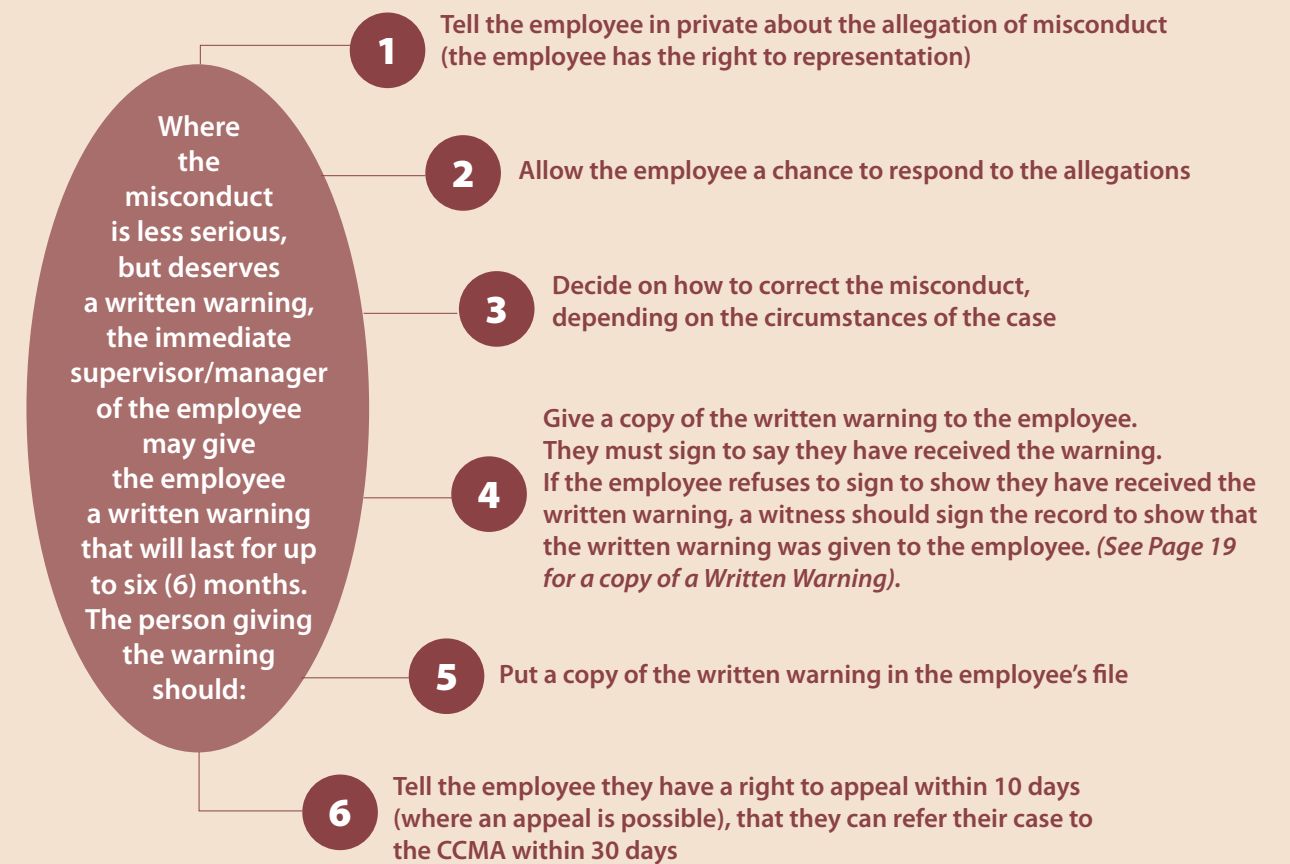 Where
the
misconduct
is less serious,
but deserves
a written warning,
the immediate
supervisor/manager
of the employee
may give
the employee
a written warning
that will last for up
to six (6) months.
The person giving
the warning
should:
1
Tell the employee in private about the allegation of misconduct
(the employee has the right to representation)
2
Allow the employee a chance to respond to the allegations
3
Decide on how to correct the misconduct,
depending on the circumstances of the case
4
Give a copy of the written warning to the employee.
They must sign to say they have received the warning.
If the employee refuses to sign to show they have received the
written warning, a witness should sign the record to show that
the written warning was given to the employee. (See Page 19
for a copy of a Written Warning).
5
Put a copy of the written warning in the employee's file
6
Tell the employee they have a right to appeal within 10 days
(where an appeal is possible), that they can refer their case to
the CCMA within 30 days